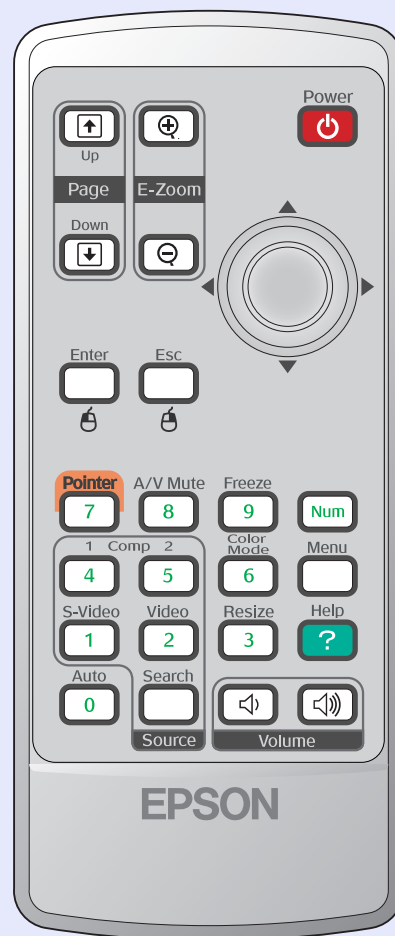 Power
Up
Page E-Zoom
Down
Enter Esc
Pointer A/V Mute Freeze
7 8 9 Num
1 Comp 2 Color Mode Menu
4 5 6
S-Video Video Resize Help
1 2 3 ?
Auto Search
0
Source Volume
EPSON